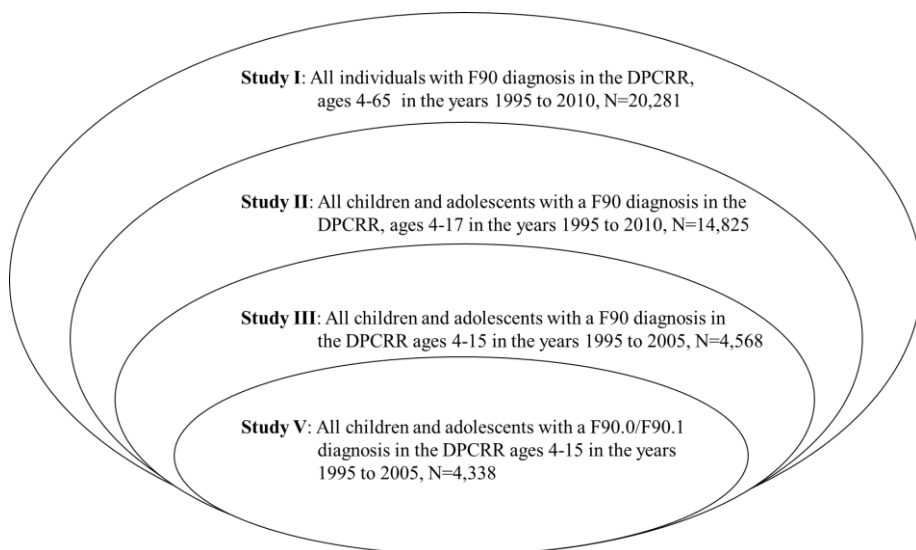 Study I: All individuals with F90 diagnosis in the DPCRR,
ages 4-65 in the years 1995 to 2010, N=20,281
Study II: All children and adolescents with a F90 diagnosis in the
DPCRR, ages 4-17 in the years 1995 to 2010, N=14,825
Study III: All children and adolescents with a F90 diagnosis in
the DPCRR ages 4-15 in the years 1995 to 2005, N=4,568
Study V: All children and adolescents with a F90.0/F90.1
diagnosis in the DPCRR ages 4-15 in the years
1995 to 2005, N=4,338